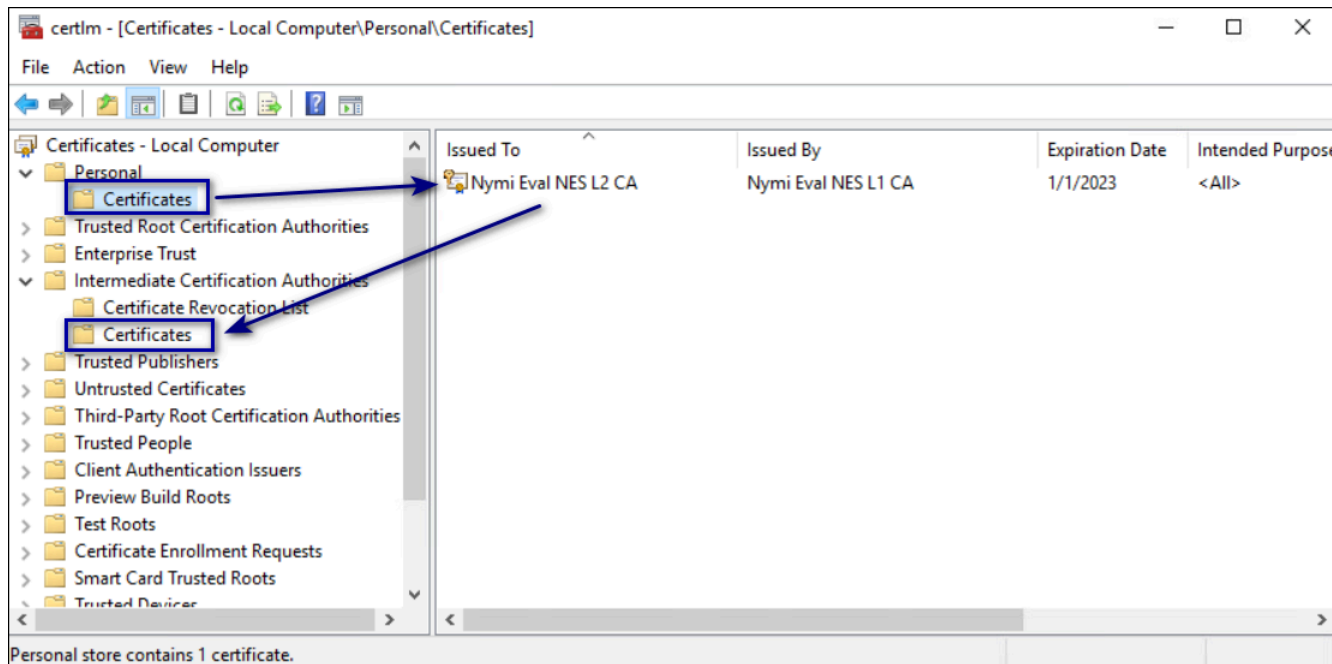 certlm - [Certificates - Local Computer\Personal\Certificates]
File Action View Help
Certificates - Local Computer
Personal
Certificates
Trusted Root Certification Authorities
Enterprise Trust
Intermediate Certification Authorities
Certificate Revocation List
Certificates
Trusted Publishers
Untrusted Certificates
Third-Party Root Certification Authorities
Trusted People
Client Authentication Issuers
Preview Build Roots
Test Roots
Certificate Enrollment Requests
Smart Card Trusted Roots
Trusted Devices
Issued To Issued By Expiration Date Intended Purpose
Nymi Eval NES L2 CA Nymi Eval NES L1 CA 1/1/2023 <All>
Personal store contains 1 certificate.